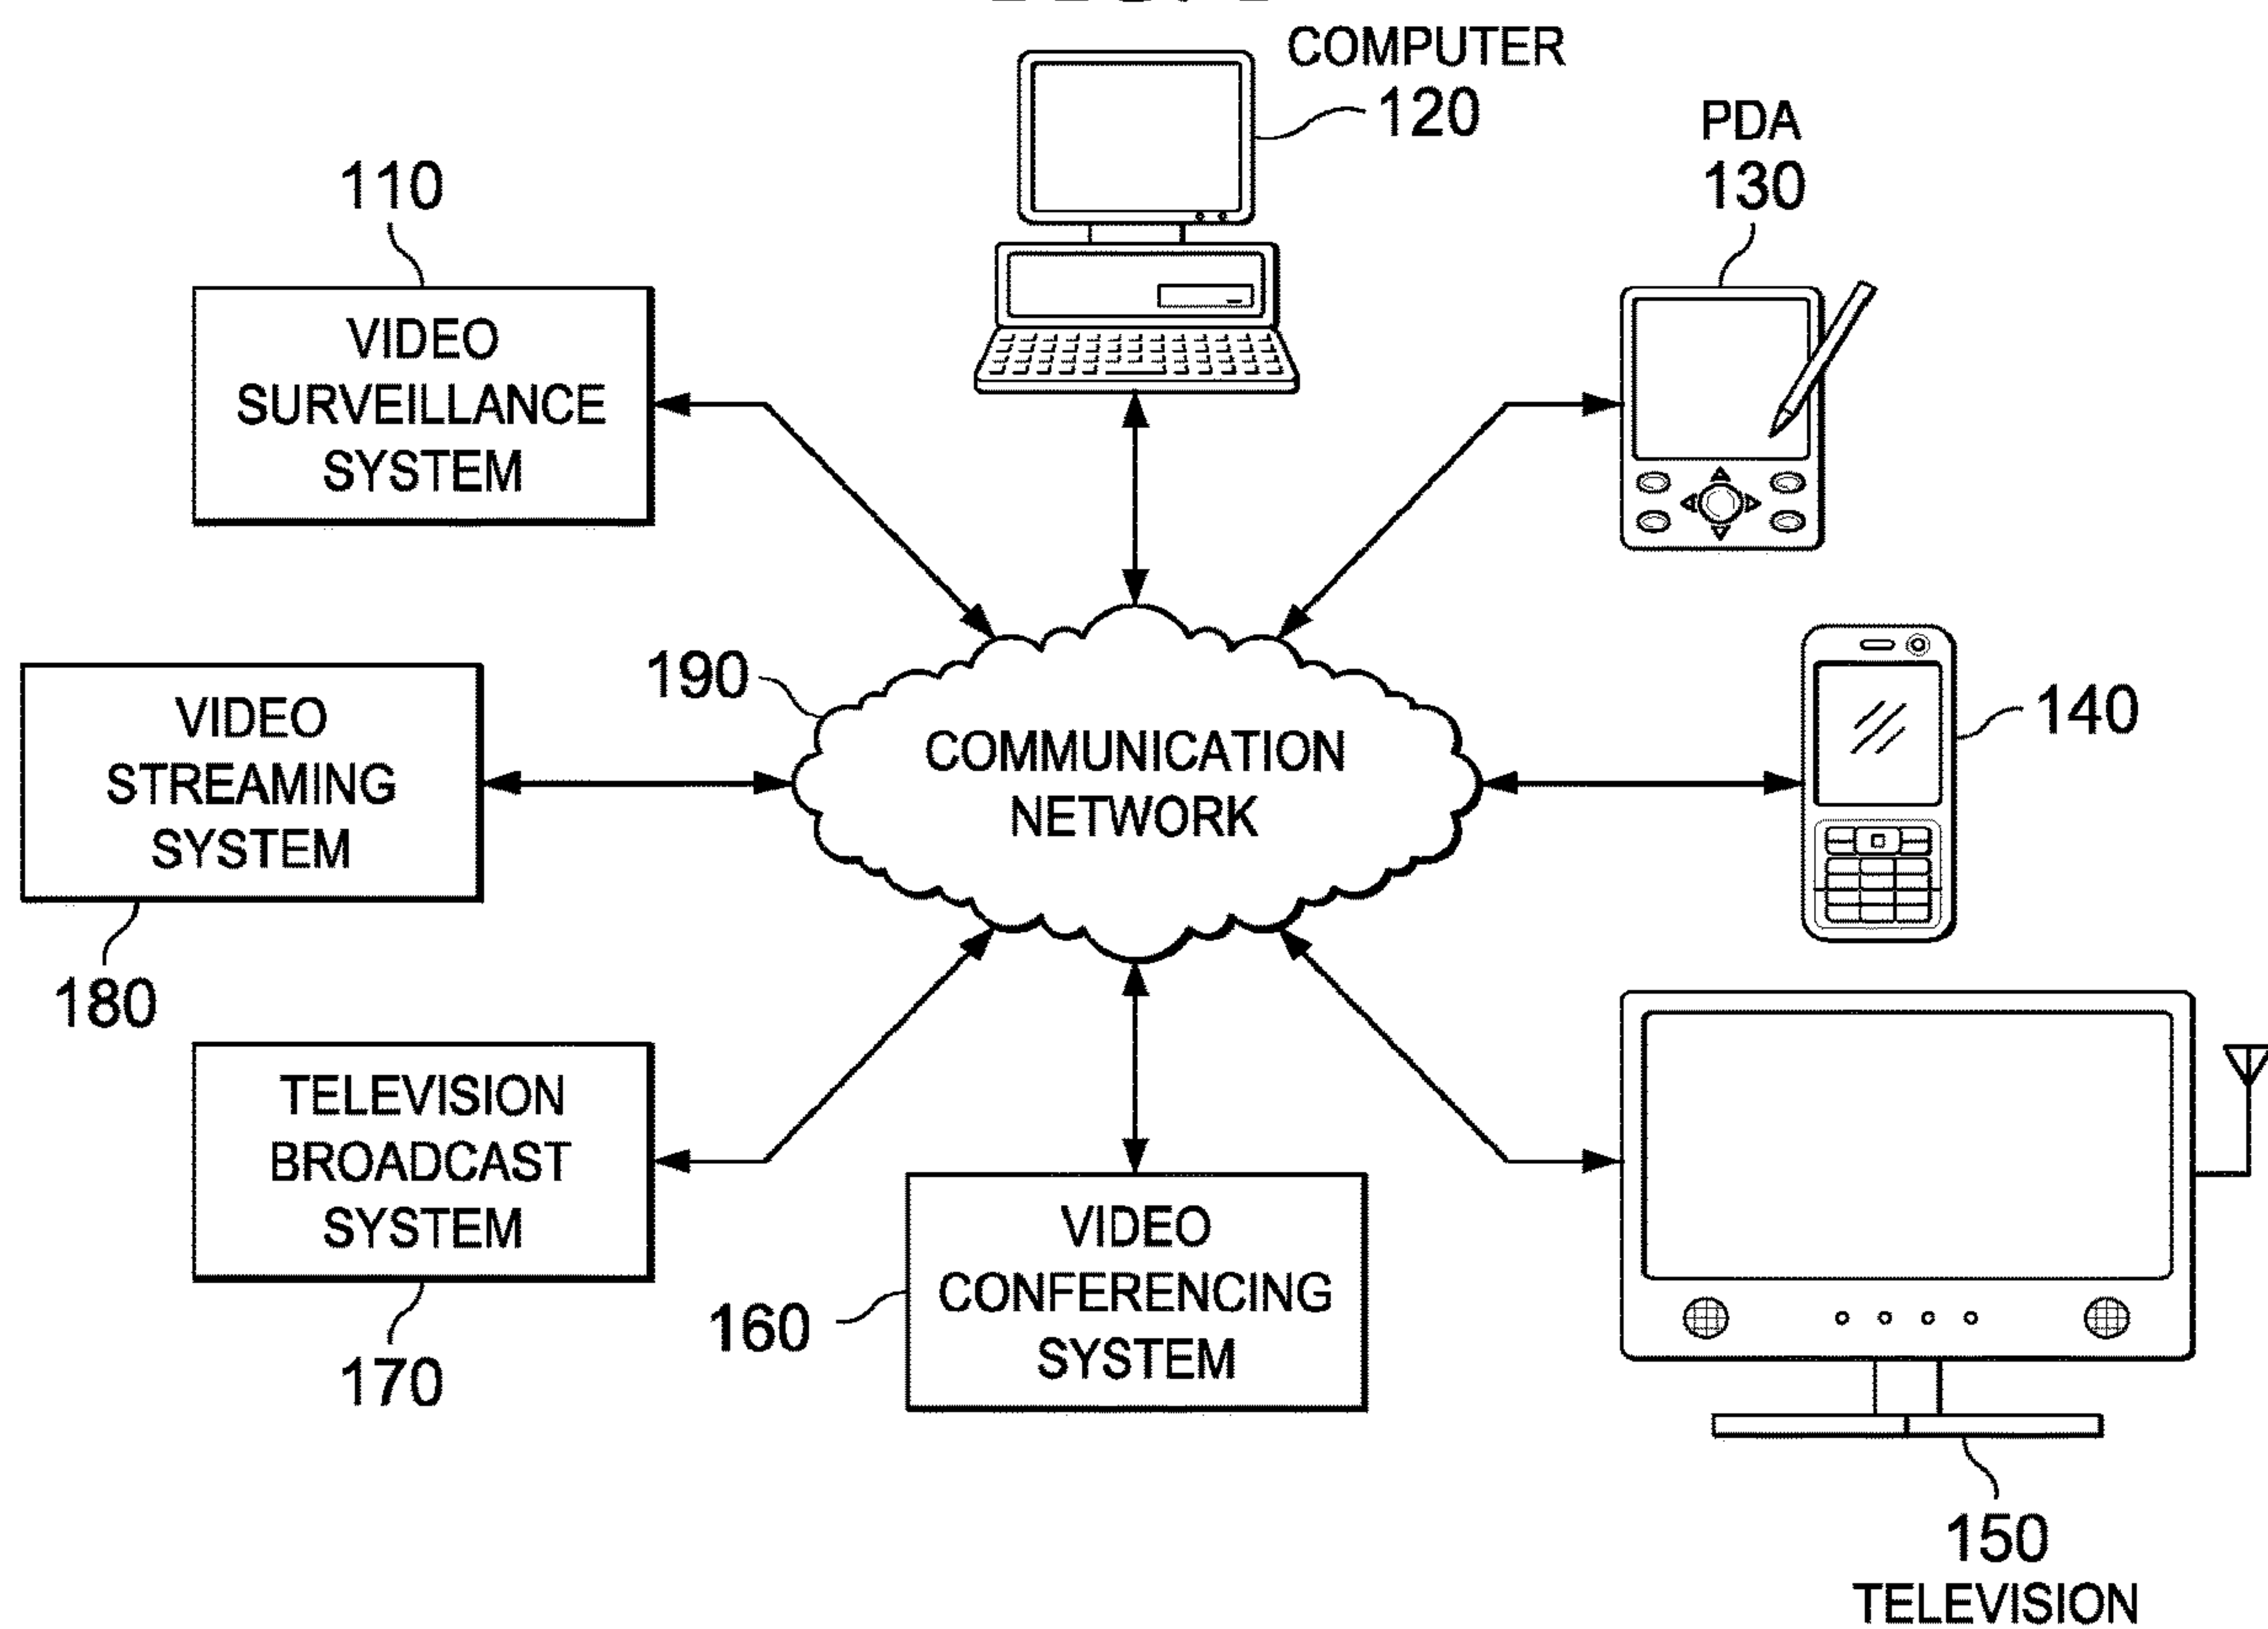 COMPUTER
120
PDA
130
110
VIDEO
SURVEILLANCE
SYSTEM
190
COMMUNICATION
NETWORK
140
VIDEO
STREAMING
SYSTEM
180
TELEVISION
BROADCAST
SYSTEM
170
160
VIDEO
CONFERENCING
SYSTEM
150
TELEVISION